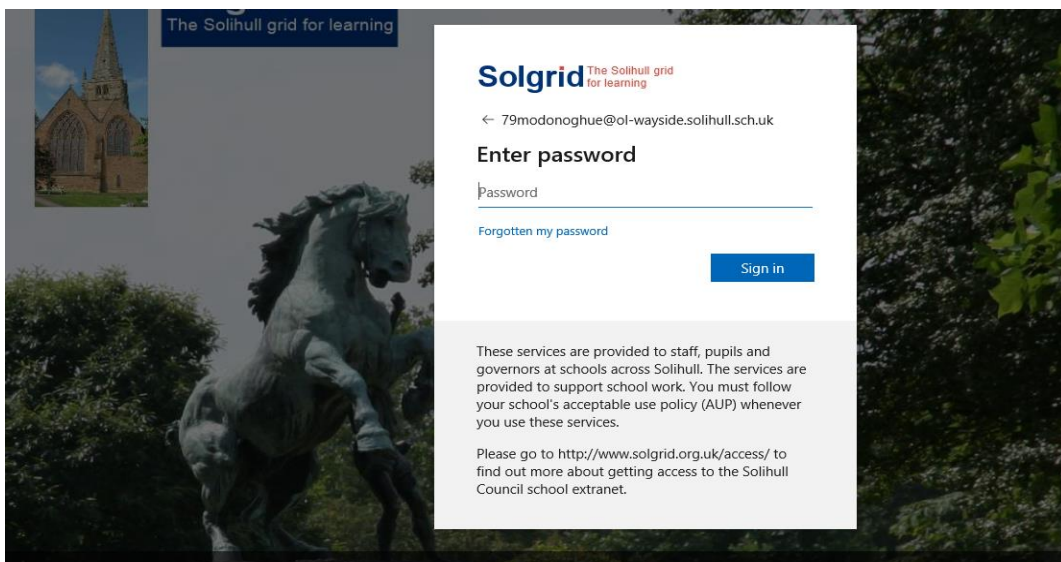 The Solihull grid for learning
Solgrid The Solihull grid
for learning
← 79modonoghue@ol-wayside.solihull.sch.uk
Enter password
Password
Forgotten my password
Sign in
These services are provided to staff, pupils and
governors at schools across Solihull. The services are
provided to support school work. You must follow
your school's acceptable use policy (AUP) whenever
you use these services.
Please go to http://www.solgrid.org.uk/access/ to
find out more about getting access to the Solihull
Council school extranet.